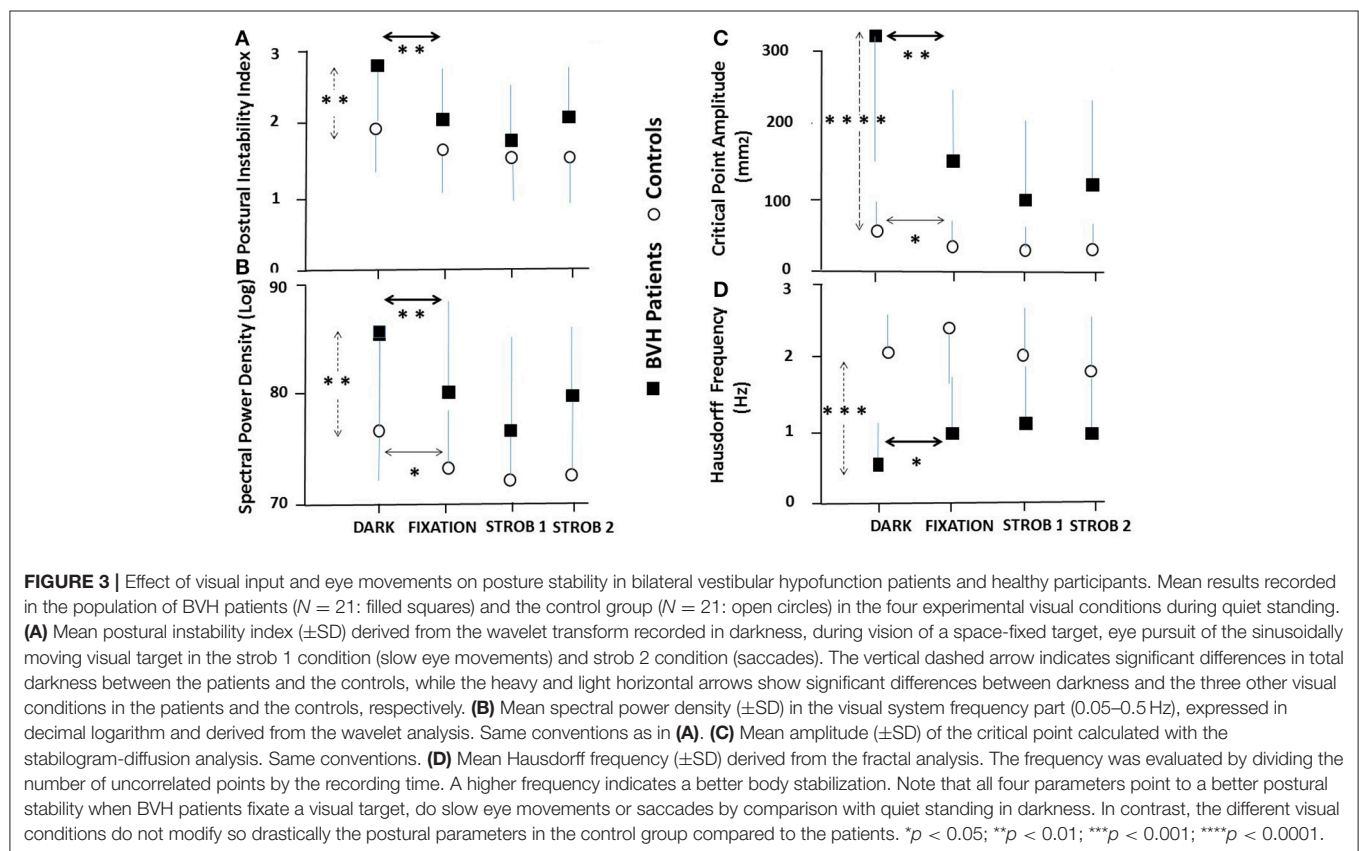 A
Postural Instability Index
3
2
1
0
* *
* *
B
Spectral Power Density (Log)
90
80
70
* *
* *
*
DARK FIXATION STROB 1 STROB 2
■ BVH Patients ○ Controls
C
Critical Point Amplitude
(mm2)
300
200
100
0
* *
* * * *
*
D
Hausdorff Frequency
(Hz)
3
2
1
0
* * *
*
DARK FIXATION STROB 1 STROB 2
FIGURE 3 | Effect of visual input and eye movements on posture stability in bilateral vestibular hypofunction patients and healthy participants. Mean results recorded
in the population of BVH patients (N = 21: filled squares) and the control group (N = 21: open circles) in the four experimental visual conditions during quiet standing.
(A) Mean postural instability index (±SD) derived from the wavelet transform recorded in darkness, during vision of a space-fixed target, eye pursuit of the sinusoidally
moving visual target in the strob 1 condition (slow eye movements) and strob 2 condition (saccades). The vertical dashed arrow indicates significant differences in total
darkness between the patients and the controls, while the heavy and light horizontal arrows show significant differences between darkness and the three other visual
conditions in the patients and the controls, respectively. (B) Mean spectral power density (±SD) in the visual system frequency part (0.05–0.5 Hz), expressed in
decimal logarithm and derived from the wavelet analysis. Same conventions as in (A). (C) Mean amplitude (±SD) of the critical point calculated with the
stabilogram-diffusion analysis. Same conventions. (D) Mean Hausdorff frequency (±SD) derived from the fractal analysis. The frequency was evaluated by dividing the
number of uncorrelated points by the recording time. A higher frequency indicates a better body stabilization. Note that all four parameters point to a better postural
stability when BVH patients fixate a visual target, do slow eye movements or saccades by comparison with quiet standing in darkness. In contrast, the different visual
conditions do not modify so drastically the postural parameters in the control group compared to the patients. *p < 0.05; **p < 0.01; ***p < 0.001; ****p < 0.0001.